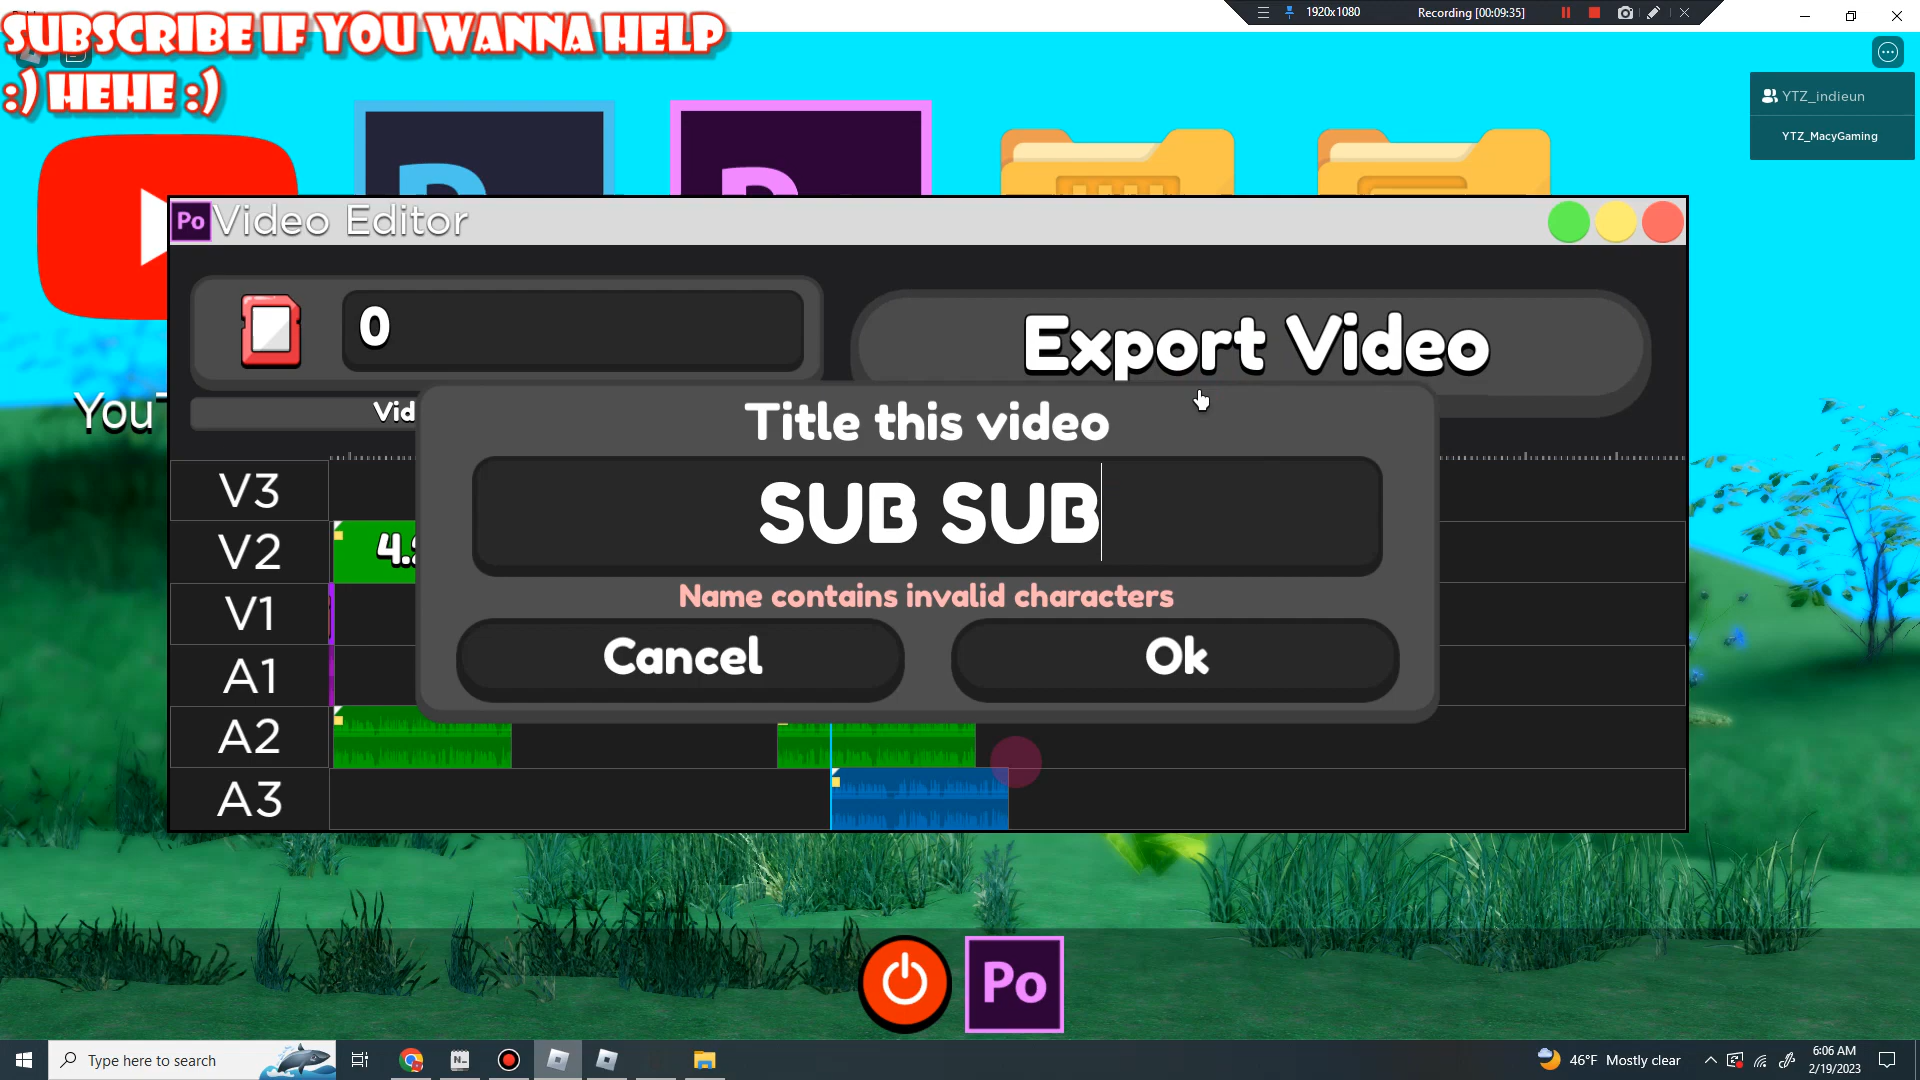 1920x1080
Recording [00:09:35]
SUBSCRIBE IF YOU WANNA HELP
:) HEHE :)
YTZ_indieun
YTZ_MacyGaming
Po Video Editor
0
Export Video
Vid
Title this video
SUB SUB
Name contains invalid characters
Cancel
Ok
V3
V2
V1
A1
A2
A3
Po
Type here to search
46°F Mostly clear
6:06 AM
2/19/2023